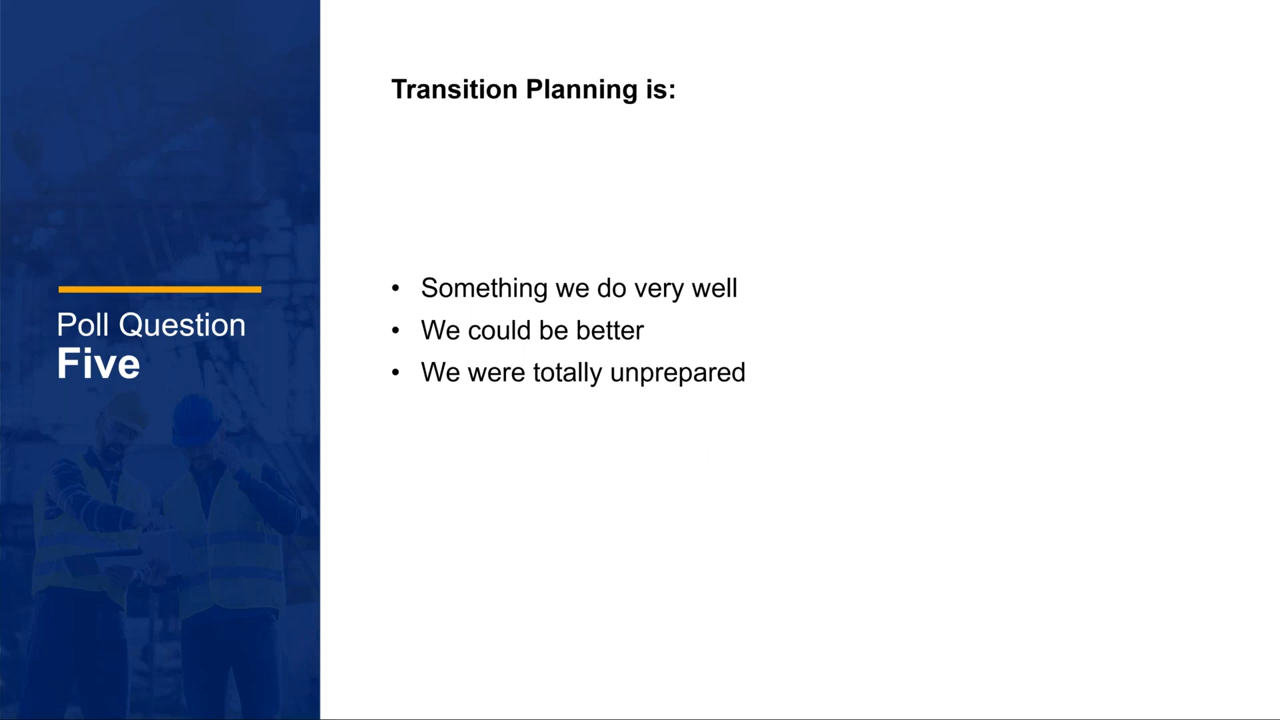 Poll Question
Five
Transition Planning is:
• Something we do very well
• We could be better
• We were totally unprepared